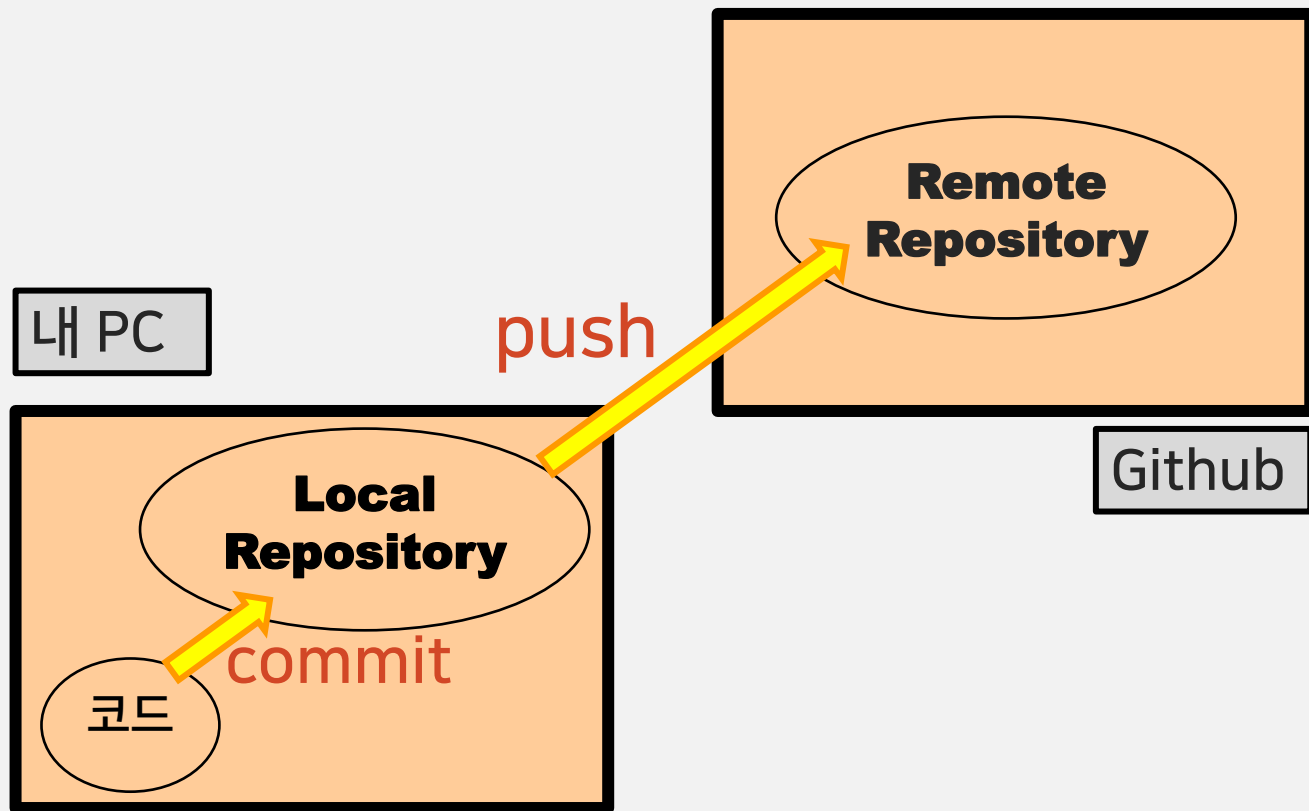 Remote
Repository
내 PC
push
Github
Local
Repository
commit
코드